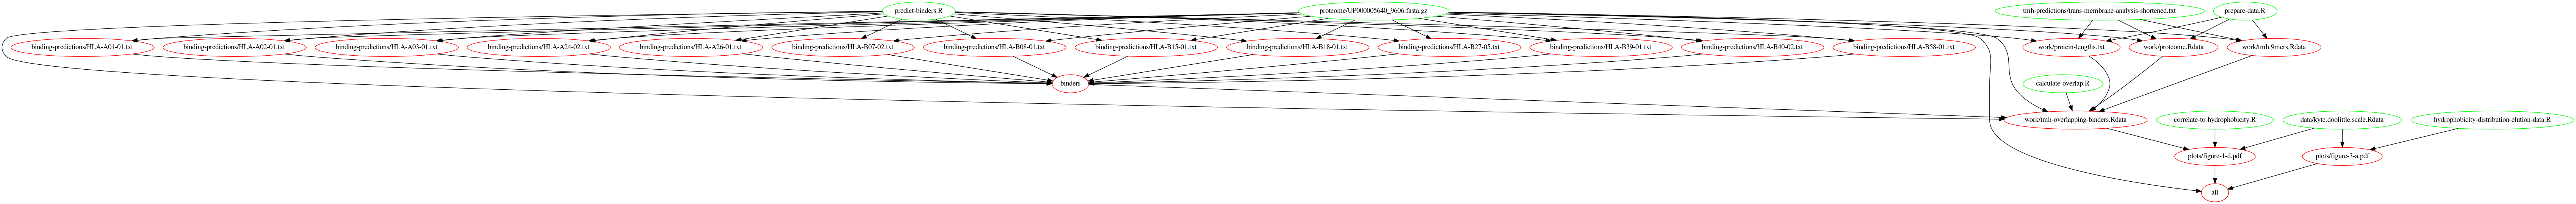 predict-binders.R
proteome/UP000005640_9606.fasta.gz
tmh-predictions/trans-membrane-analysis-shortened.txt
prepare-data.R
binding-predictions/HLA-A01-01.txt
binding-predictions/HLA-A02-01.txt
binding-predictions/HLA-A03-01.txt
binding-predictions/HLA-A24-02.txt
binding-predictions/HLA-A26-01.txt
binding-predictions/HLA-B07-02.txt
binding-predictions/HLA-B08-01.txt
binding-predictions/HLA-B15-01.txt
binding-predictions/HLA-B18-01.txt
binding-predictions/HLA-B27-05.txt
binding-predictions/HLA-B39-01.txt
binding-predictions/HLA-B40-02.txt
binding-predictions/HLA-B58-01.txt
work/protein-lengths.txt
work/proteome.Rdata
work/tmh.9mers.Rdata
binders
calculate-overlap.R
work/tmh-overlapping-binders.Rdata
correlate-to-hydrophobicity.R
data/kyte.doolittle.scale.Rdata
hydrophobicity-distribution-elution-data.R
plots/figure-1-d.pdf
plots/figure-3-a.pdf
all